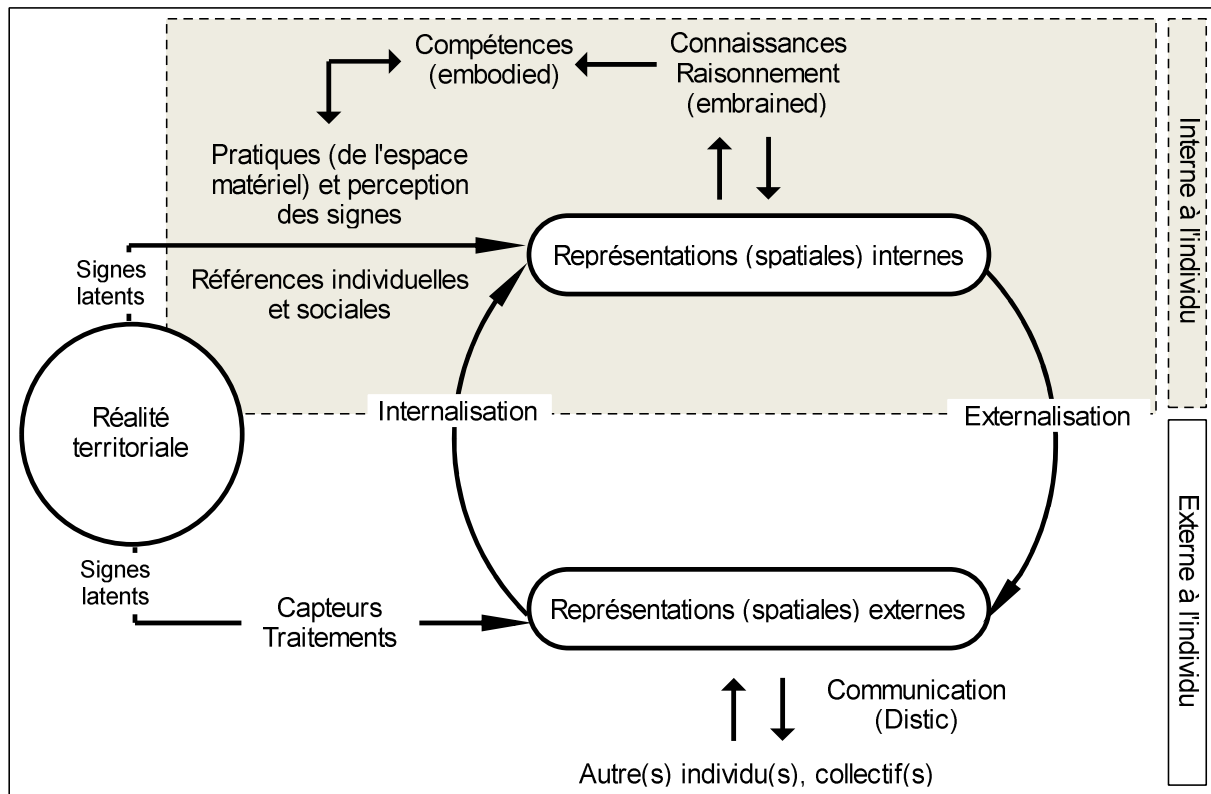 Compétences
(embodied)
Connaissances
Raisonnement
(embrained)
Pratiques (de l'espace
matériel) et perception
des signes
Signes
latents
Références individuelles
et sociales
Représentations (spatiales) internes
Interne à l'individu
Réalité
territoriale
Internalisation
Externalisation
Signes
latents
Capteurs
Traitements
Représentations (spatiales) externes
Externe à l'individu
Communication
(Distic)
Autre(s) individu(s), collectif(s)